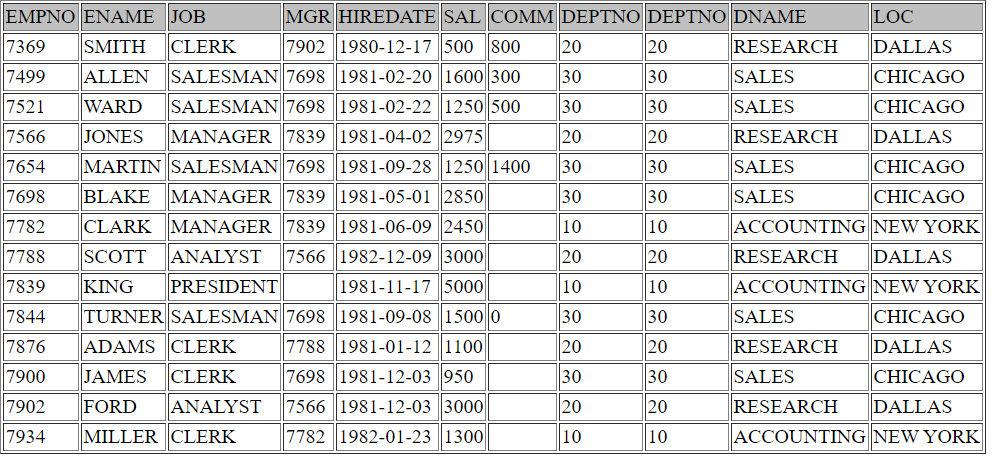 EMPNO ENAME JOB MGR HIREDATE SAL COMM DEPTNO DEPTNO DNAME LOC
7369 SMITH CLERK 7902 1980-12-17 500 800 20 20 RESEARCH DALLAS
7499 ALLEN SALESMAN 7698 1981-02-20 1600 300 30 30 SALES CHICAGO
7521 WARD SALESMAN 7698 1981-02-22 1250 500 30 30 SALES CHICAGO
7566 JONES MANAGER 7839 1981-04-02 2975 20 20 RESEARCH DALLAS
7654 MARTIN SALESMAN 7698 1981-09-28 1250 1400 30 30 SALES CHICAGO
7698 BLAKE MANAGER 7839 1981-05-01 2850 30 30 SALES CHICAGO
7782 CLARK MANAGER 7839 1981-06-09 2450 10 10 ACCOUNTING NEW YORK
7788 SCOTT ANALYST 7566 1982-12-09 3000 20 20 RESEARCH DALLAS
7839 KING PRESIDENT 1981-11-17 5000 10 10 ACCOUNTING NEW YORK
7844 TURNER SALESMAN 7698 1981-09-08 1500 0 30 30 SALES CHICAGO
7876 ADAMS CLERK 7788 1981-01-12 1100 20 20 RESEARCH DALLAS
7900 JAMES CLERK 7698 1981-12-03 950 30 30 SALES CHICAGO
7902 FORD ANALYST 7566 1981-12-03 3000 20 20 RESEARCH DALLAS
7934 MILLER CLERK 7782 1982-01-23 1300 10 10 ACCOUNTING NEW YORK